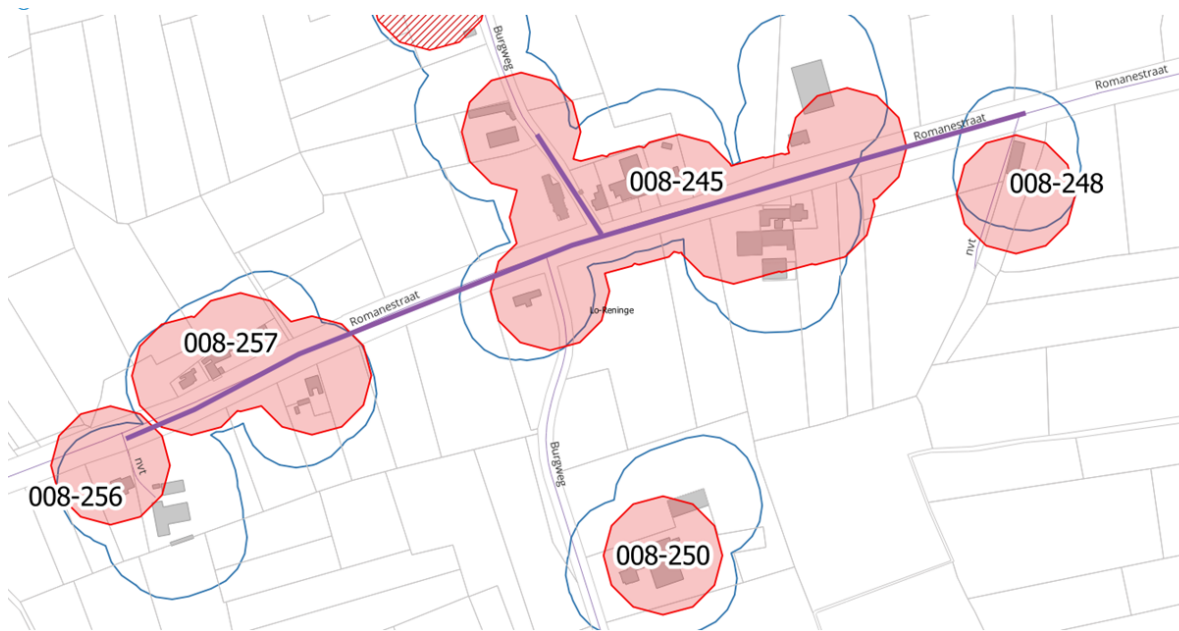 Burgweg
Romanestraat
Romanestraat
008-245
008-248
nvt
Romanestraat
Lo-Reninge
008-257
Burgweg
nvt
008-256
008-250